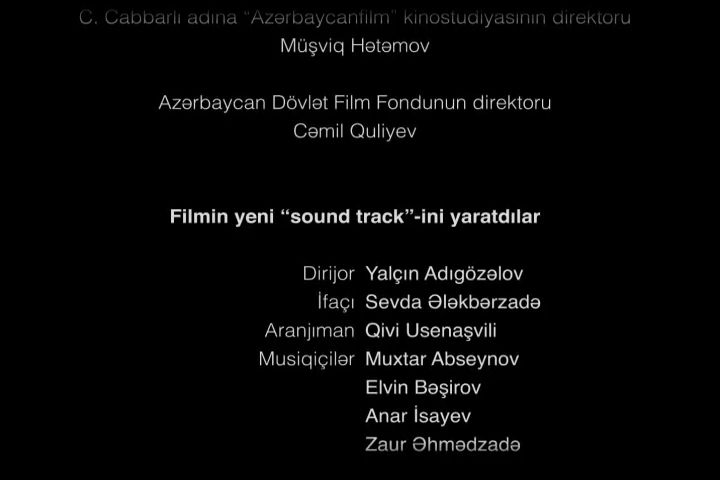 C. Cabbarlı adına “Azərbaycanfilm” kinostudiyasının direktoru
Müşviq Hətəmov
Azərbaycan Dövlət Film Fondunun direktoru
Cəmil Quliyev
Filmin yeni “sound track”-ini yaratdılar
Dirijor Yalçın Adıgözəlov
İfaçı Sevda Ələkbərzadə
Aranjıman Qivi Usenaşvili
Musiqiçilər Muxtar Abseynov
Elvin Bəşirov
Anar İsayev
Zaur Əhmədzadə